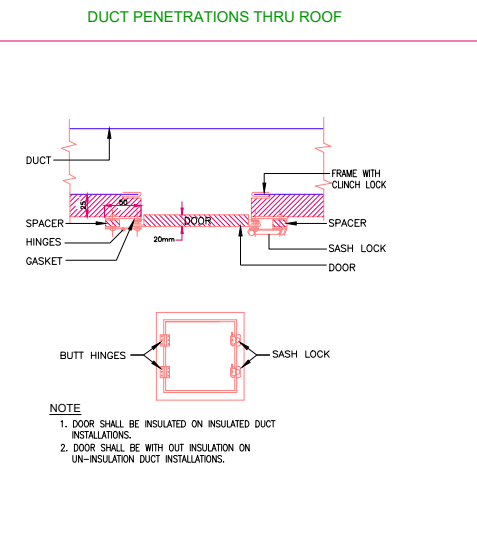 DUCT PENETRATIONS THRU ROOF
DUCT
FRAME WITH
CLINCH LOCK
25
50
SPACER
DOOR
SPACER
HINGES
20mm
SASH LOCK
GASKET
DOOR
BUTT HINGES
SASH LOCK
NOTE
1. DOOR SHALL BE INSULATED ON INSULATED DUCT
INSTALLATIONS.
2. DOOR SHALL BE WITH OUT INSULATION ON
UN-INSULATION DUCT INSTALLATIONS.